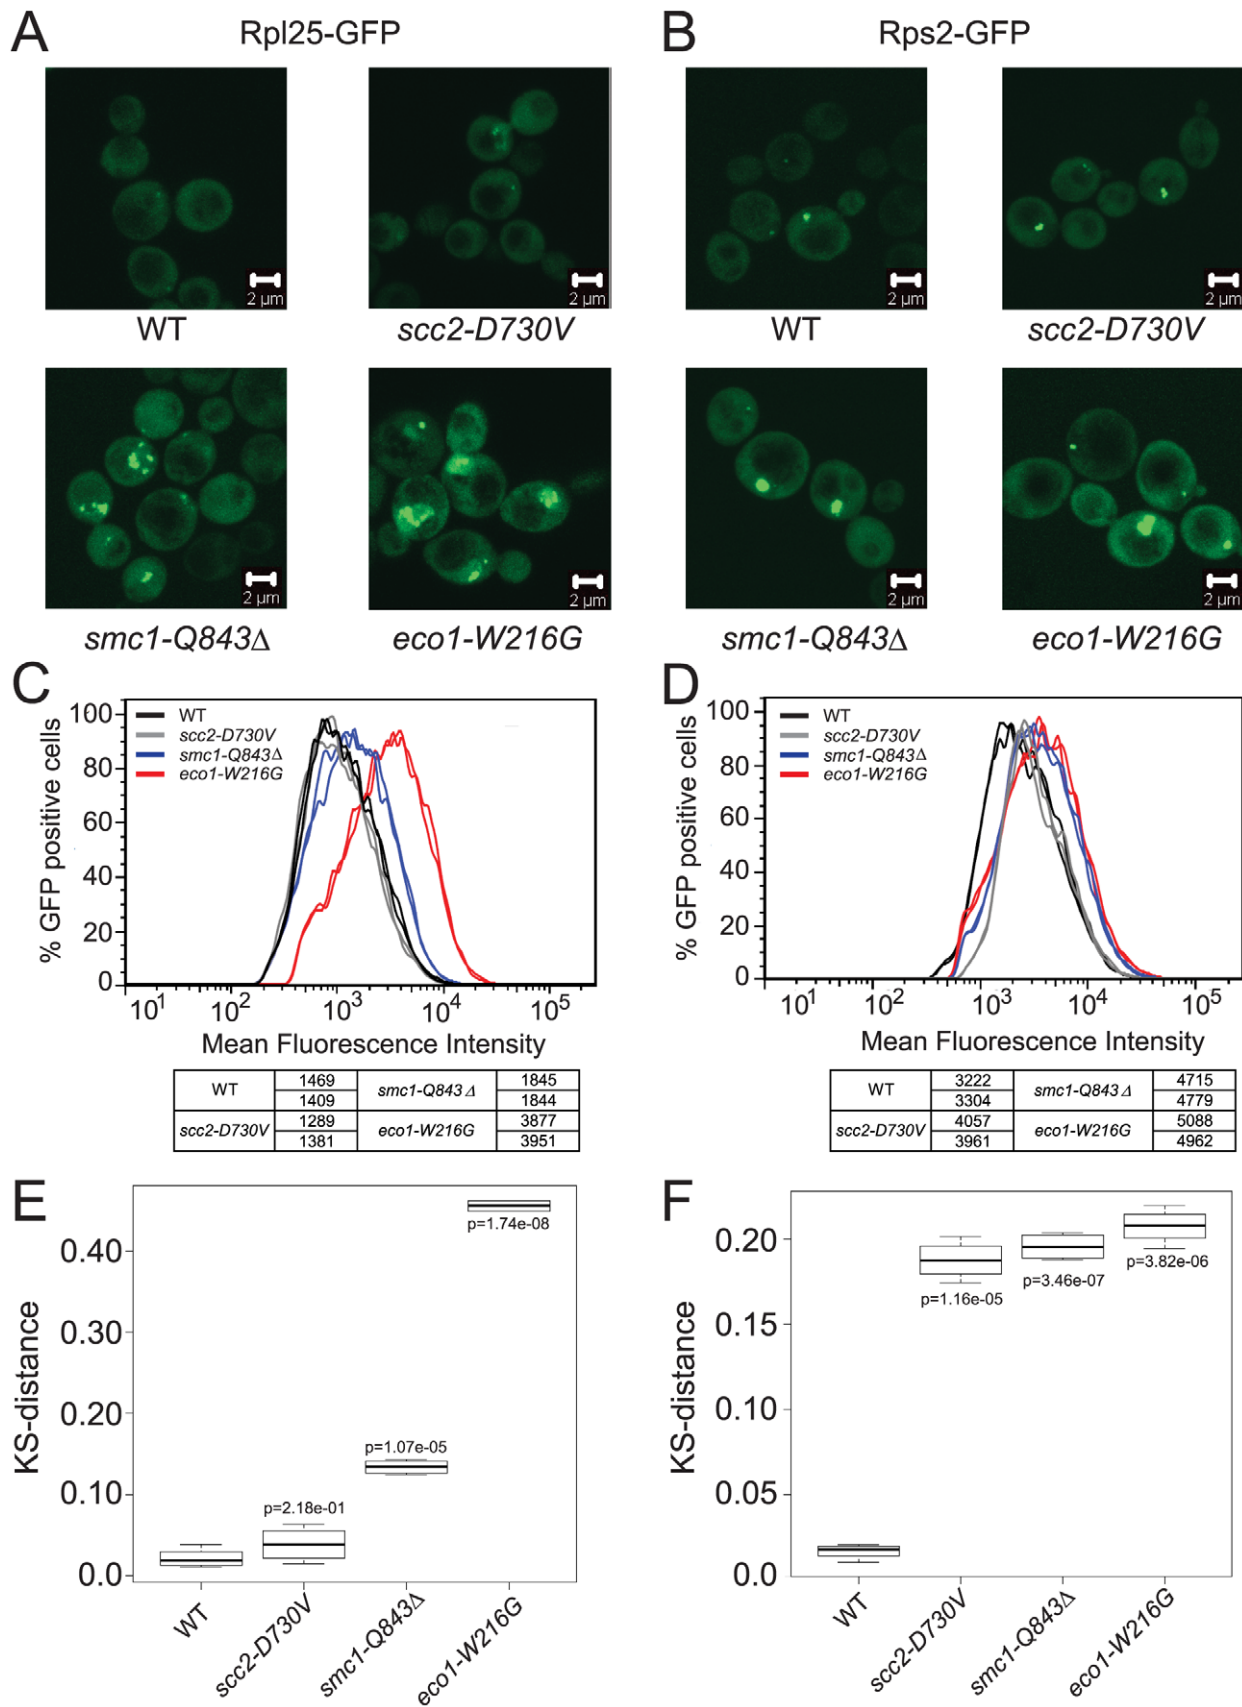 A
Rpl25-GFP
B
Rps2-GFP
2 µm
2 µm
2 µm
2 µm
WT
scc2-D730V
WT
scc2-D730V
2 µm
2 µm
2 µm
2 µm
smc1-Q843Δ
eco1-W216G
smc1-Q843Δ
eco1-W216G
C
% GFP positive cells
100
80
60
40
20
0
WT
scc2-D730V
smc1-Q843Δ
eco1-W216G
10¹ 10² 10³ 10⁴ 10⁵
Mean Fluorescence Intensity
WT 1469 smc1-Q843Δ 1845
1409 1844
scc2-D730V 1289 eco1-W216G 3877
1381 3951
D
% GFP positive cells
100
80
60
40
20
0
WT
scc2-D730V
smc1-Q843Δ
eco1-W216G
10¹ 10² 10³ 10⁴ 10⁵
Mean Fluorescence Intensity
WT 3222 smc1-Q843Δ 4715
3304 4779
scc2-D730V 4057 eco1-W216G 5088
3961 4962
E
KS-distance
0.40
0.30
0.20
0.10
0.0
p=1.74e-08
p=1.07e-05
p=2.18e-01
WT
scc2-D730V
smc1-Q843Δ
eco1-W216G
F
KS-distance
0.20
0.15
0.10
0.05
0.0
p=3.82e-06
p=3.46e-07
p=1.16e-05
WT
scc2-D730V
smc1-Q843Δ
eco1-W216G